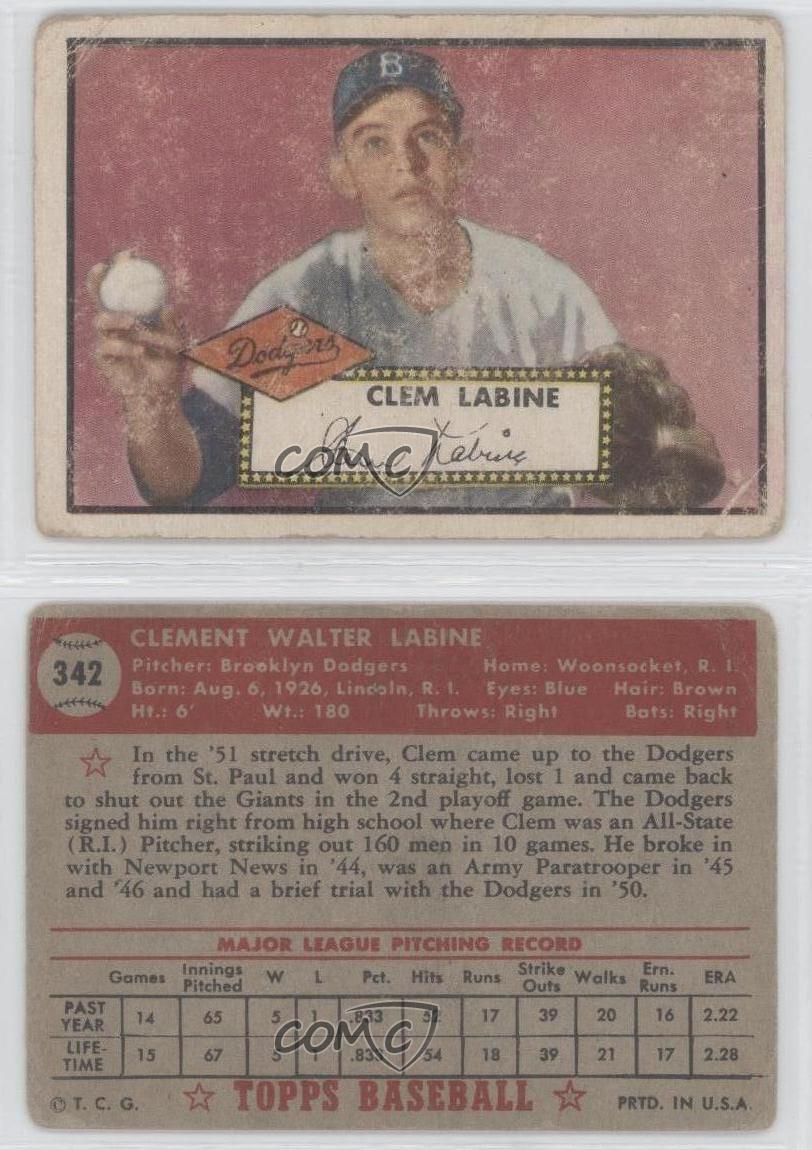 B
Dodgers
CLEM LABINE
Clem Labine
COMC
342
CLEMENT WALTER LABINE
Pitcher: Brooklyn Dodgers Home: Woonsocket, R. I.
Born: Aug. 6, 1926, Lincoln, R. I. Eyes: Blue Hair: Brown
Ht.: 6' Wt.: 180 Throws: Right Bats: Right
In the '51 stretch drive, Clem came up to the Dodgers
from St. Paul and won 4 straight, lost 1 and came back
to shut out the Giants in the 2nd playoff game. The Dodgers
signed him right from high school where Clem was an All-State
(R.I.) Pitcher, striking out 160 men in 10 games. He broke in
with Newport News in '44, was an Army Paratrooper in '45
and '46 and had a brief trial with the Dodgers in '50.
MAJOR LEAGUE PITCHING RECORD
Games Innings Pitched W L Pct. Hits Runs Strike Outs Walks Ern. Runs ERA
PAST YEAR 14 65 5 1 .833 52 17 39 20 16 2.22
LIFE-TIME 15 67 5 1 .833 54 18 39 21 17 2.28
COMC
© T. C. G. TOPPS BASEBALL PRTD. IN U.S.A.